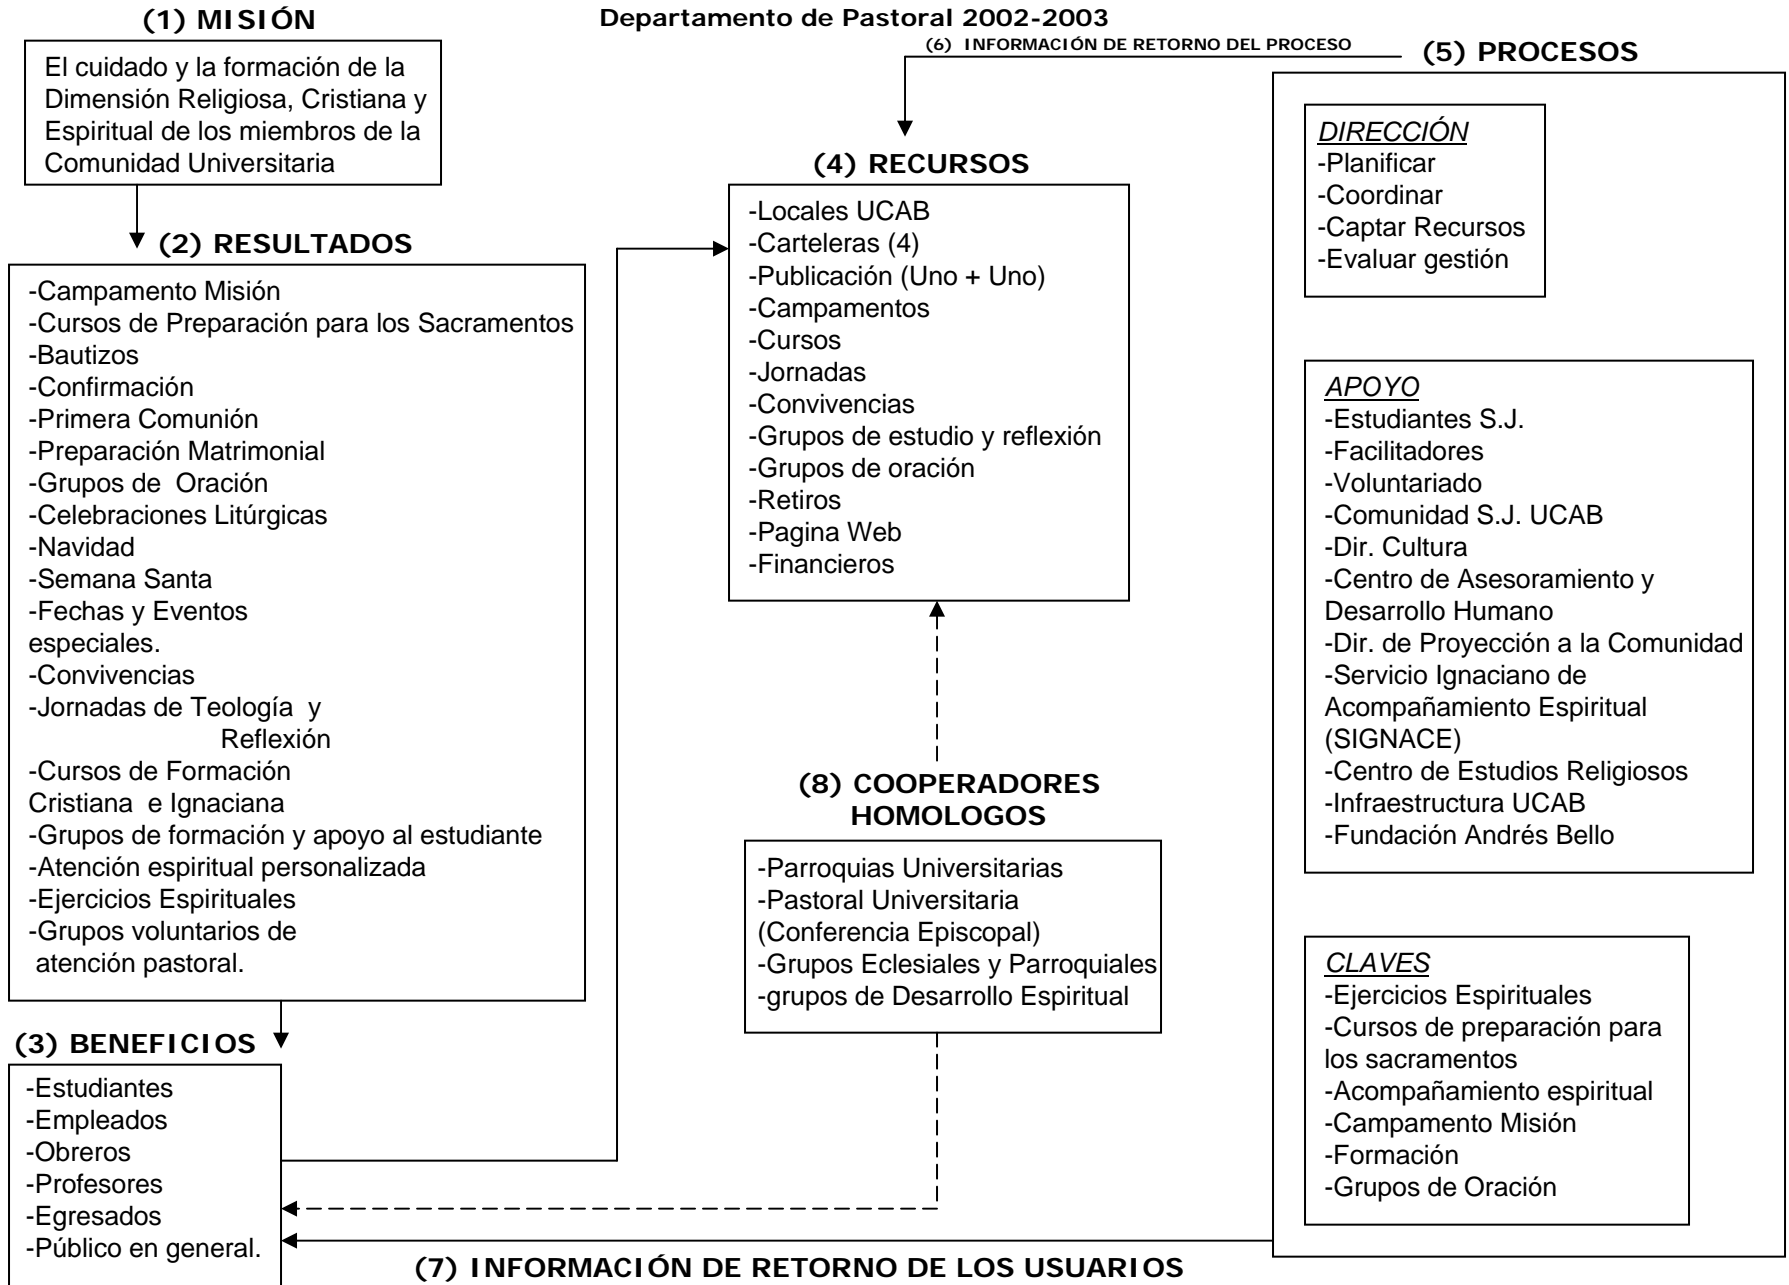 Departamento de Pastoral 2002-2003
(1) MISIÓN
El cuidado y la formación de la
Dimensión Religiosa, Cristiana y
Espiritual de los miembros de la
Comunidad Universitaria
(2) RESULTADOS
-Campamento Misión
-Cursos de Preparación para los Sacramentos
-Bautizos
-Confirmación
-Primera Comunión
-Preparación Matrimonial
-Grupos de Oración
-Celebraciones Litúrgicas
-Navidad
-Semana Santa
-Fechas y Eventos
especiales.
-Convivencias
-Jornadas de Teología y
Reflexión
-Cursos de Formación
Cristiana e Ignaciana
-Grupos de formación y apoyo al estudiante
-Atención espiritual personalizada
-Ejercicios Espirituales
-Grupos voluntarios de
atención pastoral.
(3) BENEFICIOS
-Estudiantes
-Empleados
-Obreros
-Profesores
-Egresados
-Público en general.
(6) INFORMACIÓN DE RETORNO DEL PROCESO
(4) RECURSOS
-Locales UCAB
-Carteleras (4)
-Publicación (Uno + Uno)
-Campamentos
-Cursos
-Jornadas
-Convivencias
-Grupos de estudio y reflexión
-Grupos de oración
-Retiros
-Pagina Web
-Financieros
(8) COOPERADORES
HOMOLOGOS
-Parroquias Universitarias
-Pastoral Universitaria
(Conferencia Episcopal)
-Grupos Eclesiales y Parroquiales
-grupos de Desarrollo Espiritual
(5) PROCESOS
DIRECCIÓN
-Planificar
-Coordinar
-Captar Recursos
-Evaluar gestión
APOYO
-Estudiantes S.J.
-Facilitadores
-Voluntariado
-Comunidad S.J. UCAB
-Dir. Cultura
-Centro de Asesoramiento y
Desarrollo Humano
-Dir. de Proyección a la Comunidad
-Servicio Ignaciano de
Acompañamiento Espiritual
(SIGNACE)
-Centro de Estudios Religiosos
-Infraestructura UCAB
-Fundación Andrés Bello
CLAVES
-Ejercicios Espirituales
-Cursos de preparación para
los sacramentos
-Acompañamiento espiritual
-Campamento Misión
-Formación
-Grupos de Oración
(7) INFORMACIÓN DE RETORNO DE LOS USUARIOS